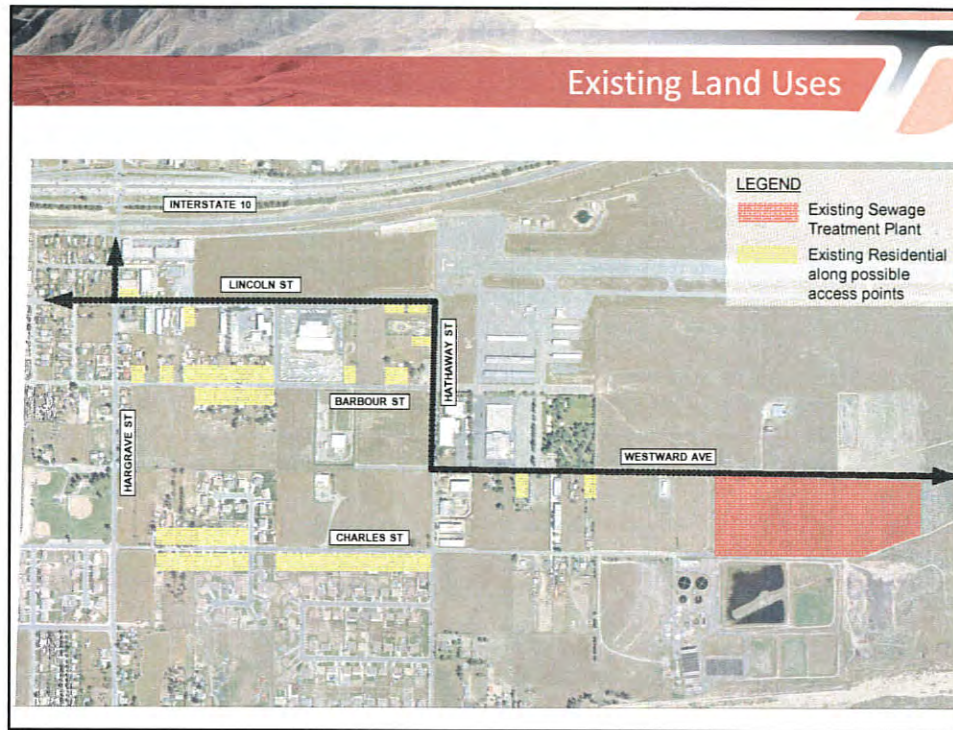 Existing Land Uses
LEGEND
Existing Sewage
Treatment Plant
Existing Residential
along possible
access points
INTERSTATE 10
LINCOLN ST
HATHAWAY ST
BARBOUR ST
HARGRAVE ST
WESTWARD AVE
CHARLES ST